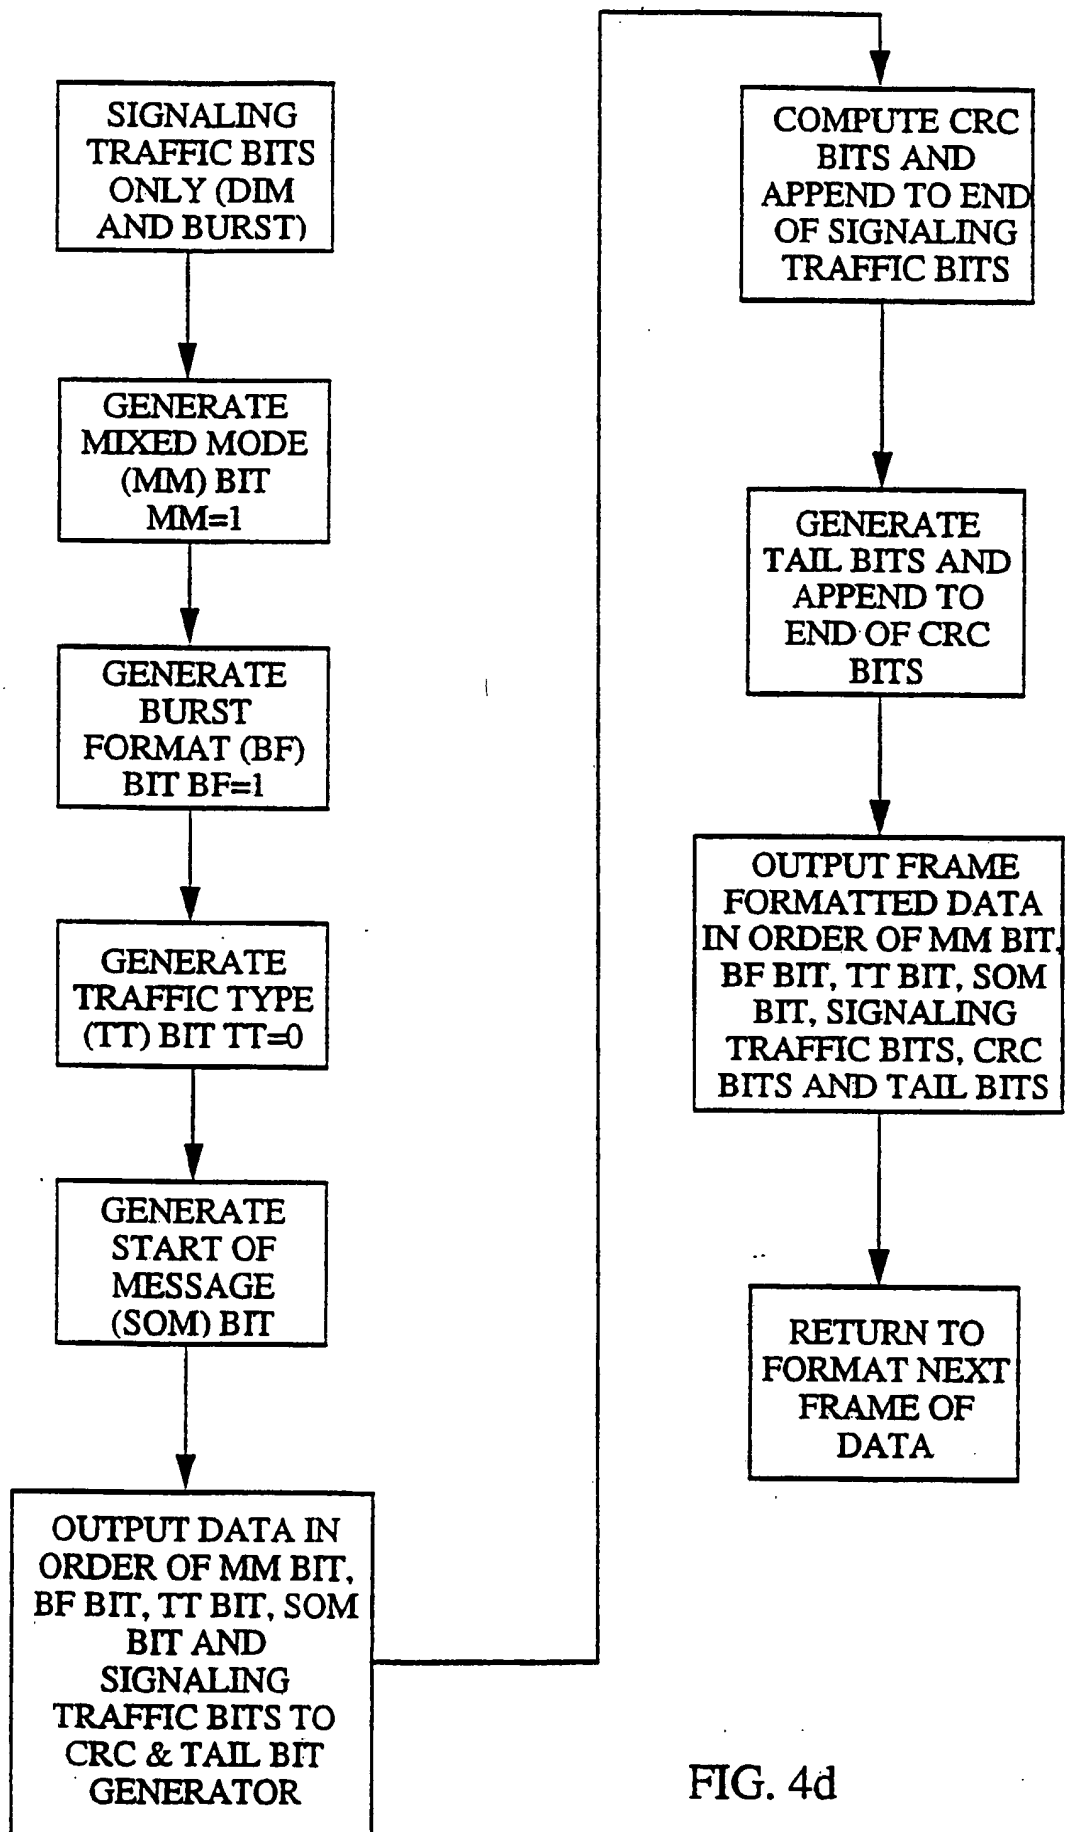 SIGNALING
TRAFFIC BITS
ONLY (DIM
AND BURST)
GENERATE
MIXED MODE
(MM) BIT
MM=1
GENERATE
BURST
FORMAT (BF)
BIT BF=1
GENERATE
TRAFFIC TYPE
(TT) BIT TT=0
GENERATE
START OF
MESSAGE
(SOM) BIT
OUTPUT DATA IN
ORDER OF MM BIT,
BF BIT, TT BIT, SOM
BIT AND
SIGNALING
TRAFFIC BITS TO
CRC & TAIL BIT
GENERATOR
COMPUTE CRC
BITS AND
APPEND TO END
OF SIGNALING
TRAFFIC BITS
GENERATE
TAIL BITS AND
APPEND TO
END OF CRC
BITS
OUTPUT FRAME
FORMATTED DATA
IN ORDER OF MM BIT,
BF BIT, TT BIT, SOM
BIT, SIGNALING
TRAFFIC BITS, CRC
BITS AND TAIL BITS
RETURN TO
FORMAT NEXT
FRAME OF
DATA
FIG. 4d